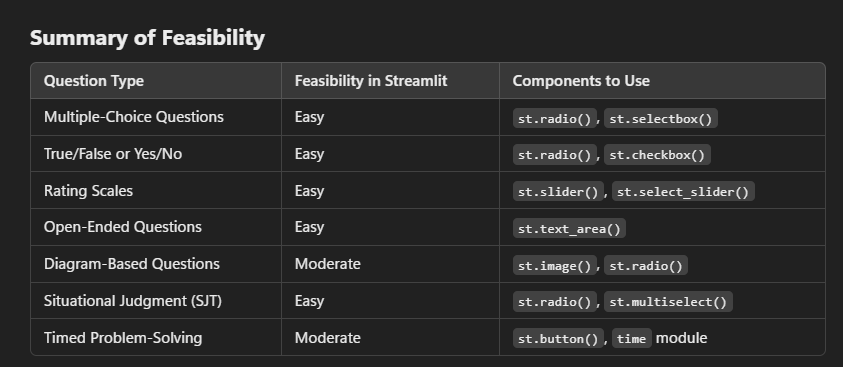 Summary of Feasibility
Question Type Feasibility in Streamlit Components to Use
Multiple-Choice Questions Easy st.radio(), st.selectbox()
True/False or Yes/No Easy st.radio(), st.checkbox()
Rating Scales Easy st.slider(), st.select_slider()
Open-Ended Questions Easy st.text_area()
Diagram-Based Questions Moderate st.image(), st.radio()
Situational Judgment (SJT) Easy st.radio(), st.multiselect()
Timed Problem-Solving Moderate st.button(), time module